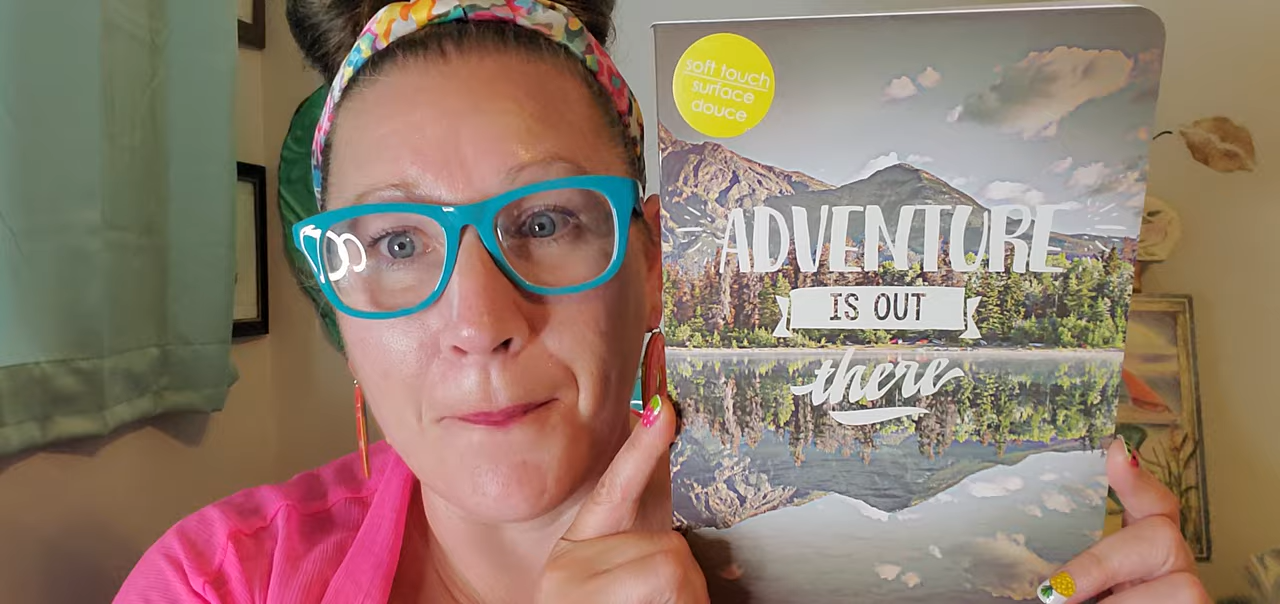 soft touch
surface
douce
ADVENTURE
IS OUT
there